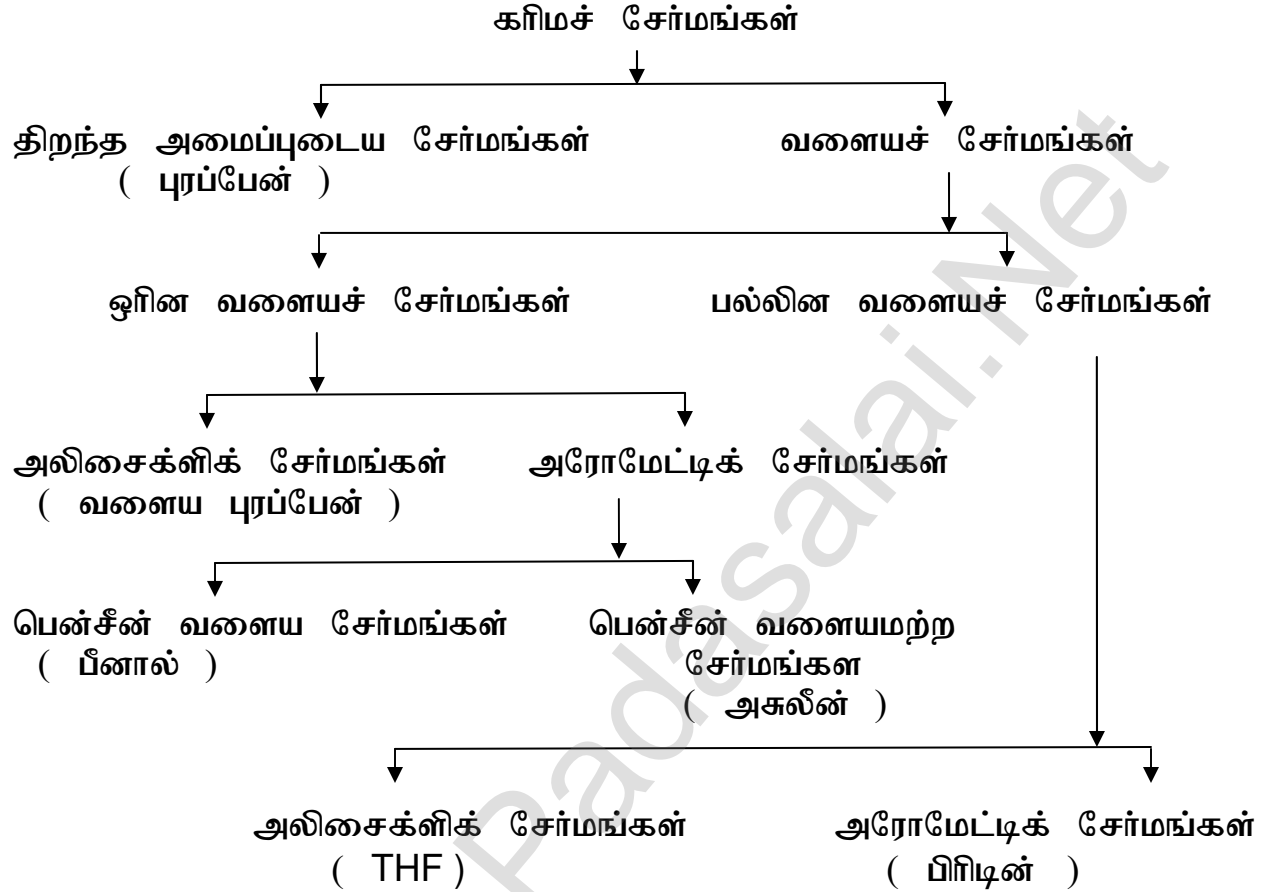 கரிமச் சேர்மங்கள்
திறந்த அமைப்புடைய சேர்மங்கள் வளையச் சேர்மங்கள்
( புரப்பேன் )
ஒரின வளையச் சேர்மங்கள் பல்லின வளையச் சேர்மங்கள்
அலிசைக்ளிக் சேர்மங்கள் அரோமேட்டிக் சேர்மங்கள்
( வளைய புரப்பேன் )
பென்சீன் வளைய சேர்மங்கள் பென்சீன் வளையமற்ற
( பீனால் ) சேர்மங்கள
( அசுலீன் )
அலிசைக்ளிக் சேர்மங்கள் அரோமேட்டிக் சேர்மங்கள்
( THF ) ( பிரிடின் )
Padasalai.Net